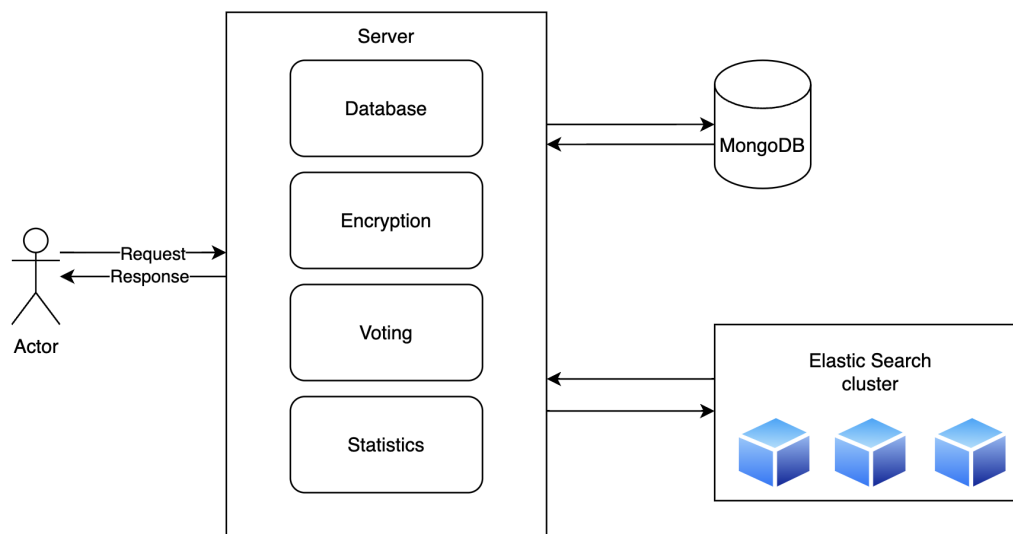 Server
Database
Encryption
Voting
Statistics
Request
Response
Actor
MongoDB
Elastic Search
cluster